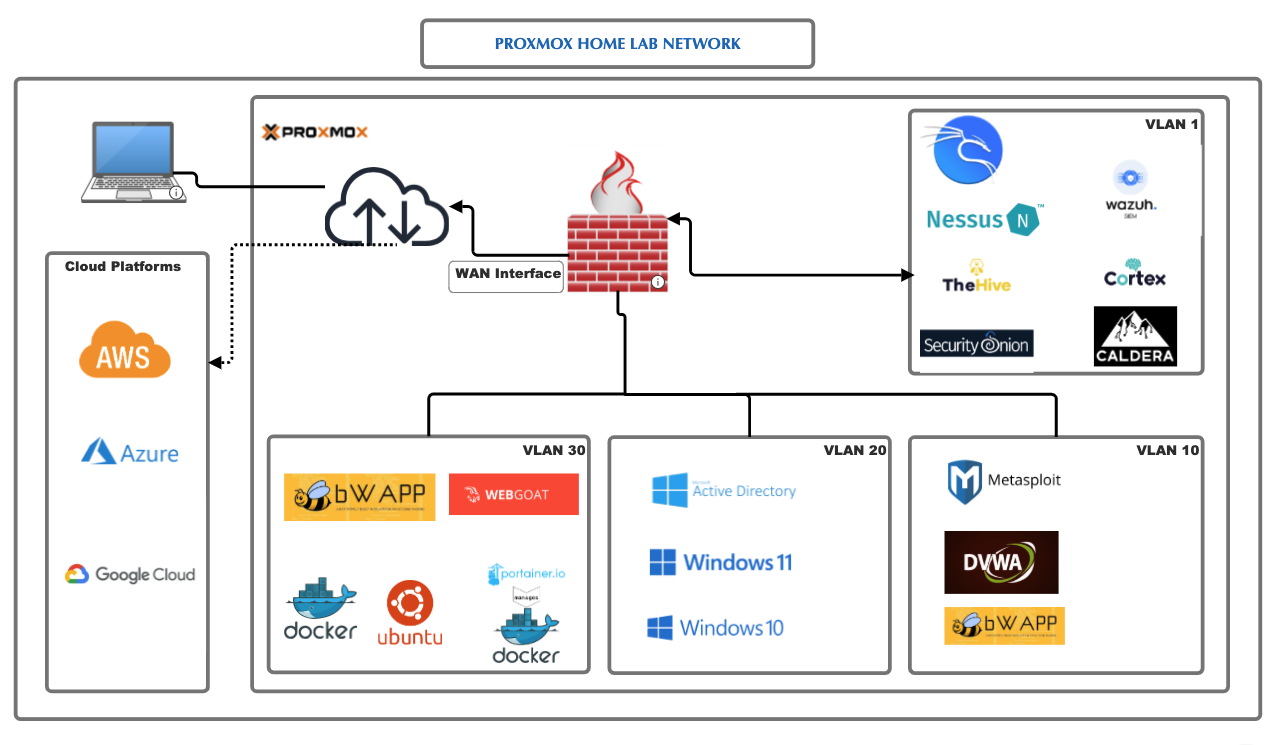 PROXMOX HOME LAB NETWORK
PROXMOX
VLAN 1
Nessus N ™
wazuh.
SIEM
TheHive
Cortex
Security Onion
CALDERA
WAN Interface
Cloud Platforms
AWS
Azure
Google Cloud
VLAN 30
bWAPP
WEBGOAT
docker
ubuntu
portainer.io
manages
docker
VLAN 20
Active Directory
Windows 11
Windows 10
VLAN 10
Metasploit
DVWA
bWAPP